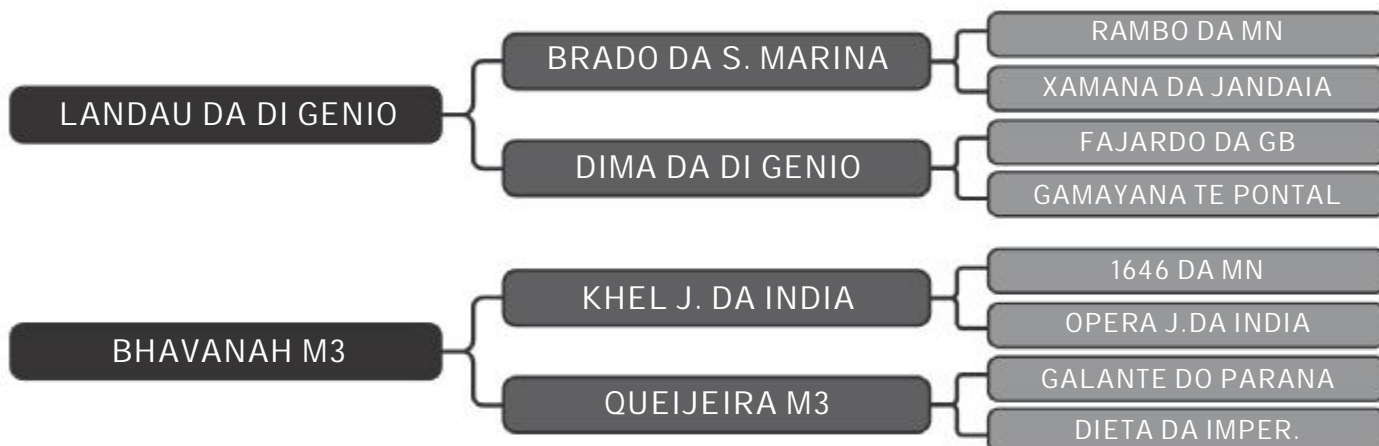 LANDAU DA DI GENIO
BRADO DA S. MARINA
RAMBO DA MN
XAMANA DA JANDAIA
DIMA DA DI GENIO
FAJARDO DA GB
GAMAYANA TE PONTAL
BHAVANAH M3
KHEL J. DA INDIA
1646 DA MN
OPERA J.DA INDIA
QUEIJEIRA M3
GALANTE DO PARANA
DIETA DA IMPER.